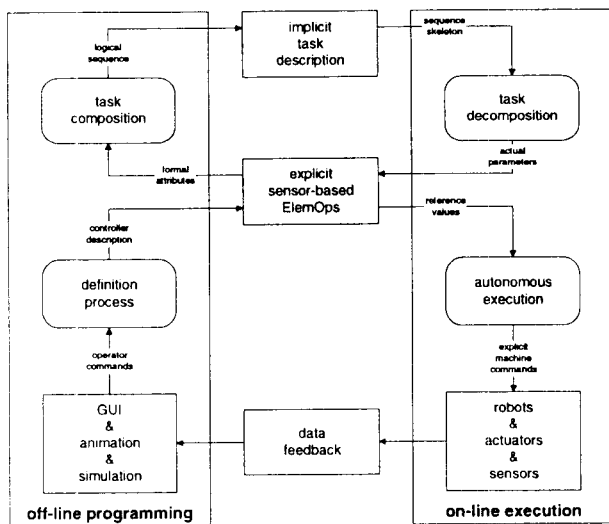 logical
sequence
implicit
task
description
sequence
skeleton
task
composition
task
decomposition
formal
attributes
explicit
sensor-based
ElemOps
actual
parameters
controller
description
reference
values
definition
process
autonomous
execution
operator
commands
explicit
machine
commands
GUI
&
animation
&
simulation
data
feedback
robots
&
actuators
&
sensors
off-line programming
on-line execution